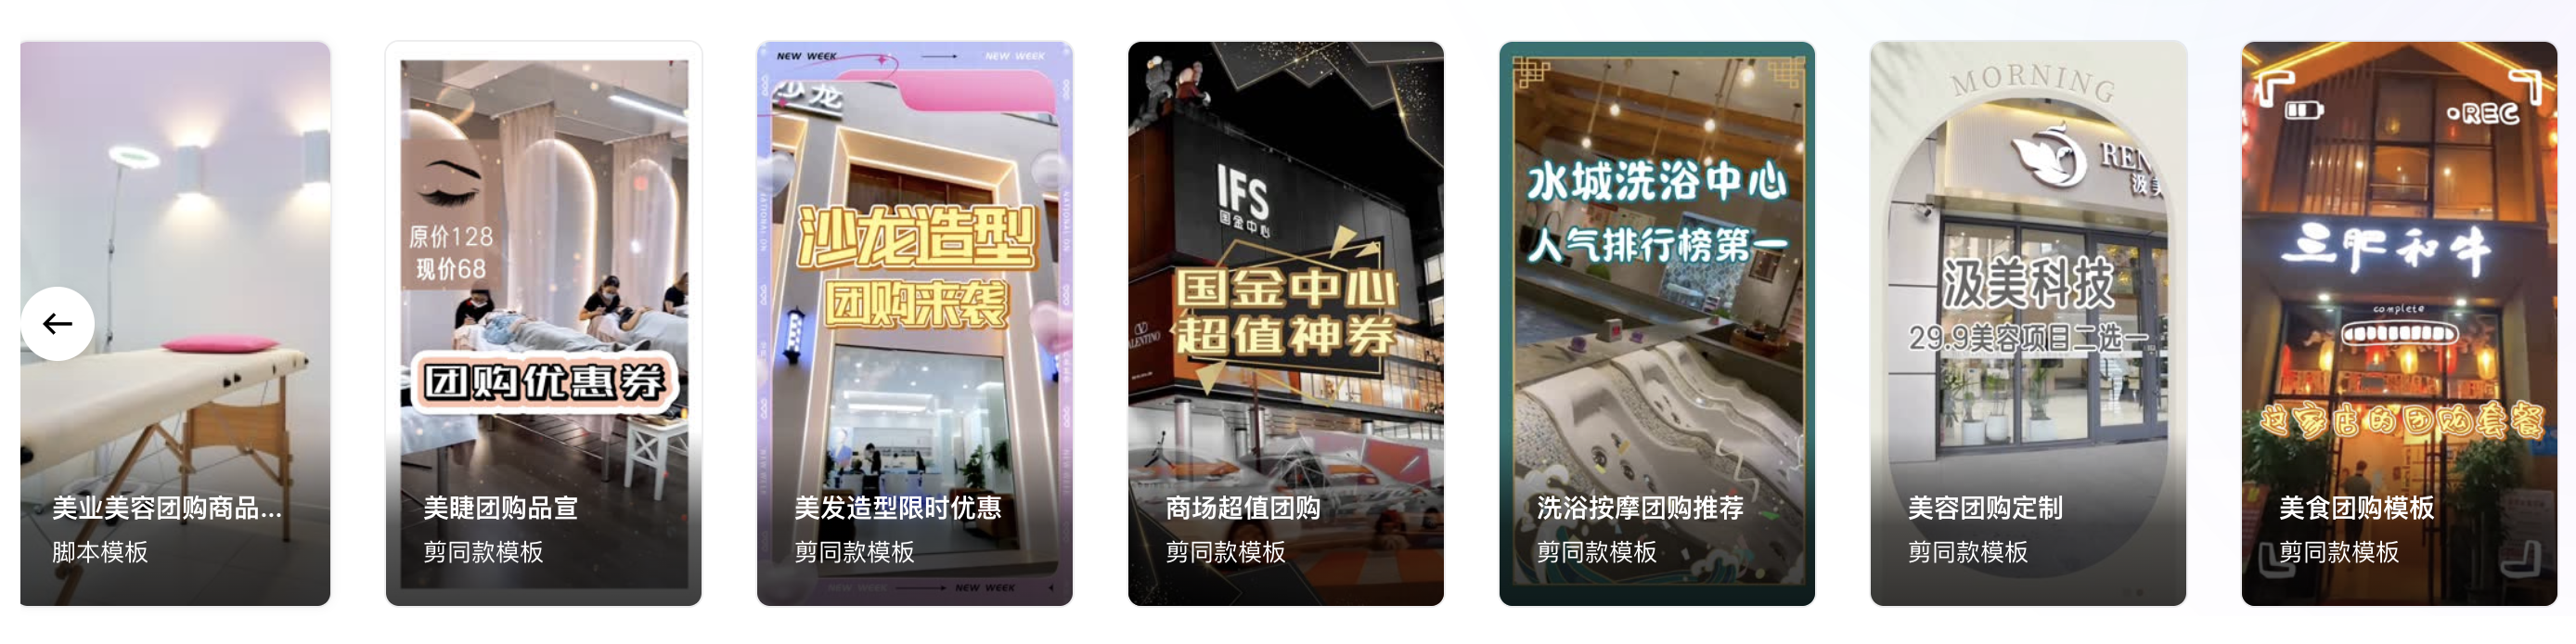 美业美容团购商品...
脚本模板
原价128
现价68
团购优惠券
美睫团购品宣
剪同款模板
NEW WEEK
NEW WEEK
沙龙
沙龙造型
团购来袭
美发造型限时优惠
剪同款模板
NEW WEEK
NEW WEEK
IFS
国金中心
国金中心
超值神券
商场超值团购
剪同款模板
水城洗浴中心
人气排行榜第一
洗浴按摩团购推荐
剪同款模板
MORNING
REN
汲美
汲美科技
29.9美容项目二选一
美容团购定制
剪同款模板
•REC
三肥和牛
complete
这家店的团购套餐
美食团购模板
剪同款模板